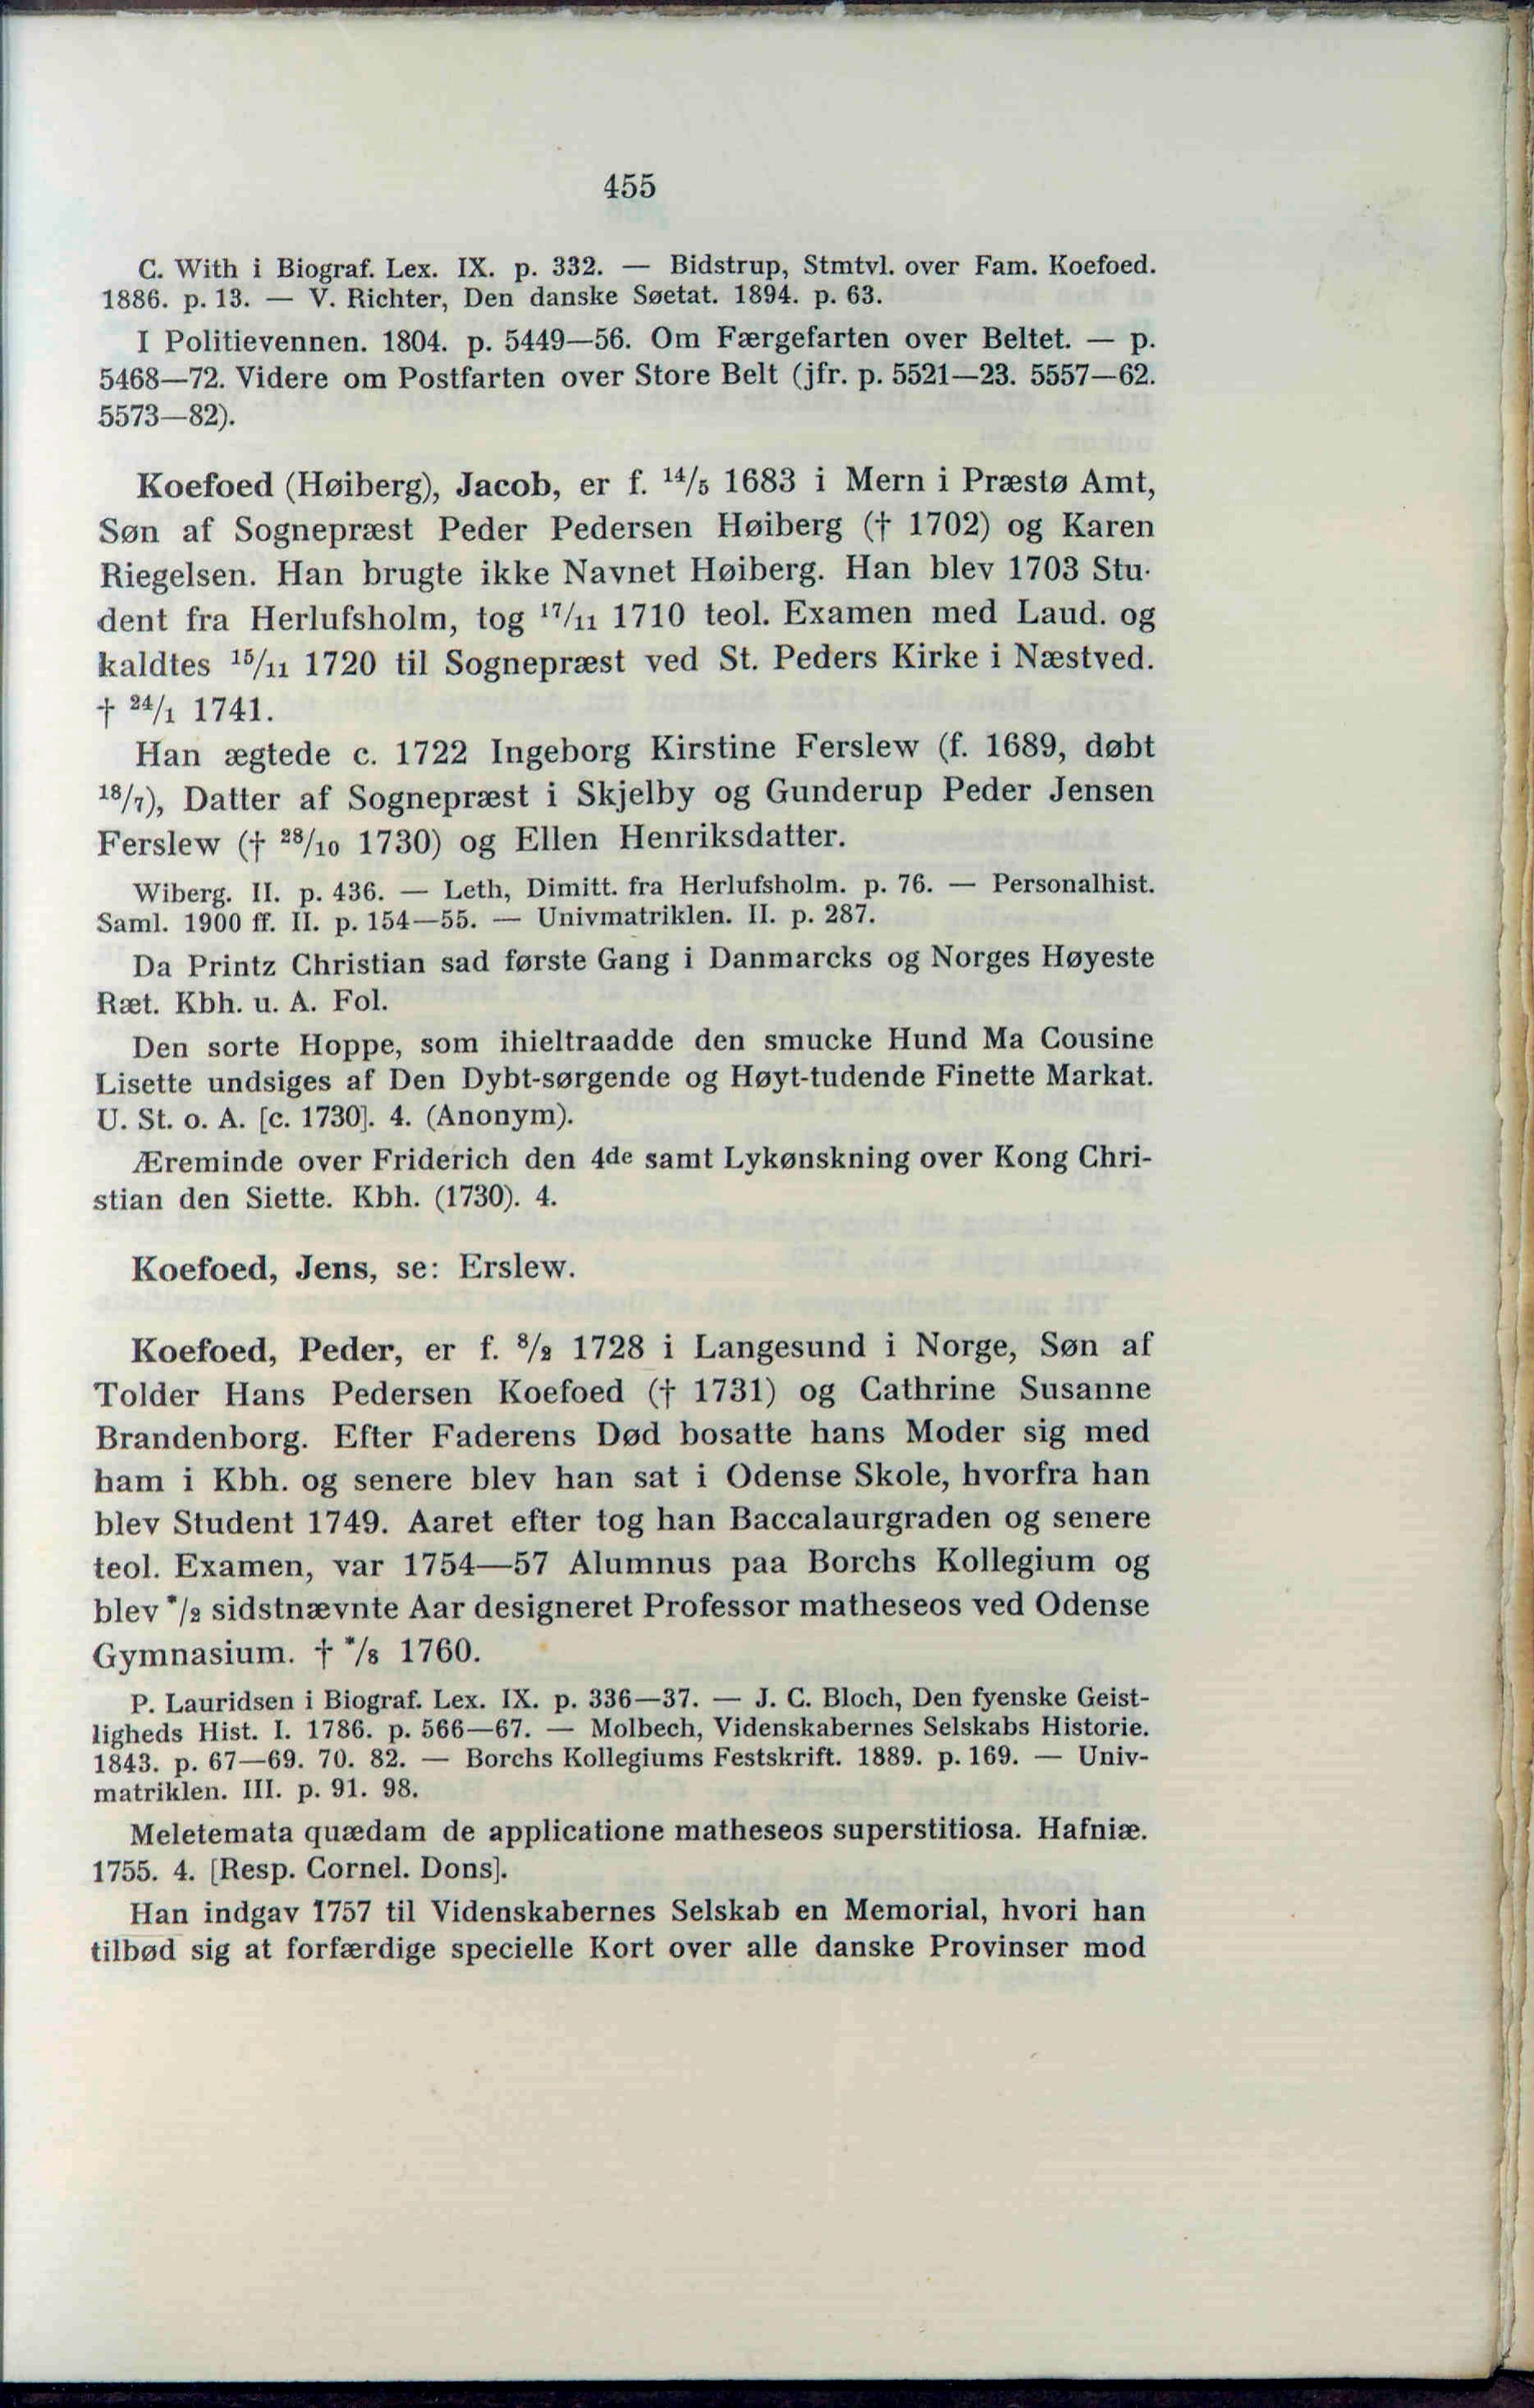 455
C. With i Biograf. Lex. IX. p. 332. — Bidstrup, Stmtvl. over Fam. Koefoed.
1886. p. 13. — V. Richter, Den danske Søetat. 1894. p. 63.
I Politievennen. 1804. p. 5449—56. Om Færgefarten over Beltet. — p.
5468—72. Videre om Postfarten over Store Belt (jfr. p. 5521—23. 5557—62.
5573—82).
Koefoed (Høiberg), Jacob, er f. 14/5 1683 i Mern i Præstø Amt,
Søn af Sognepræst Peder Pedersen Høiberg († 1702) og Karen
Riegelsen. Han brugte ikke Navnet Høiberg. Han blev 1703 Stu-
dent fra Herlufsholm, tog 17/11 1710 teol. Examen med Laud. og
kaldtes 15/11 1720 til Sognepræst ved St. Peders Kirke i Næstved.
† 24/1 1741.
Han ægtede c. 1722 Ingeborg Kirstine Ferslew (f. 1689, døbt
18/7), Datter af Sognepræst i Skjelby og Gunderup Peder Jensen
Ferslew († 28/10 1730) og Ellen Henriksdatter.
Wiberg. II. p. 436. — Leth, Dimitt. fra Herlufsholm. p. 76. — Personalhist.
Saml. 1900 ff. II. p. 154—55. — Univmatriklen. II. p. 287.
Da Printz Christian sad første Gang i Danmarcks og Norges Høyeste
Ræt. Kbh. u. A. Fol.
Den sorte Hoppe, som ihieltraadde den smucke Hund Ma Cousine
Lisette undsiges af Den Dybt-sørgende og Høyt-tudende Finette Markat.
U. St. o. A. [c. 1730]. 4. (Anonym).
Æreminde over Friderich den 4de samt Lykønskning over Kong Chri-
stian den Siette. Kbh. (1730). 4.
Koefoed, Jens, se: Erslew.
Koefoed, Peder, er f. 8/2 1728 i Langesund i Norge, Søn af
Tolder Hans Pedersen Koefoed († 1731) og Cathrine Susanne
Brandenborg. Efter Faderens Død bosatte hans Moder sig med
ham i Kbh. og senere blev han sat i Odense Skole, hvorfra han
blev Student 1749. Aaret efter tog han Baccalaurgraden og senere
teol. Examen, var 1754—57 Alumnus paa Borchs Kollegium og
blev */2 sidstnævnte Aar designeret Professor matheseos ved Odense
Gymnasium. † */8 1760.
P. Lauridsen i Biograf. Lex. IX. p. 336—37. — J. C. Bloch, Den fyenske Geist-
ligheds Hist. I. 1786. p. 566—67. — Molbech, Videnskabernes Selskabs Historie.
1843. p. 67—69. 70. 82. — Borchs Kollegiums Festskrift. 1889. p. 169. — Univ-
matriklen. III. p. 91. 98.
Meletemata quædam de applicatione matheseos superstitiosa. Hafniæ.
1755. 4. [Resp. Cornel. Dons].
Han indgav 1757 til Videnskabernes Selskab en Memorial, hvori han
tilbød sig at forfærdige specielle Kort over alle danske Provinser mod